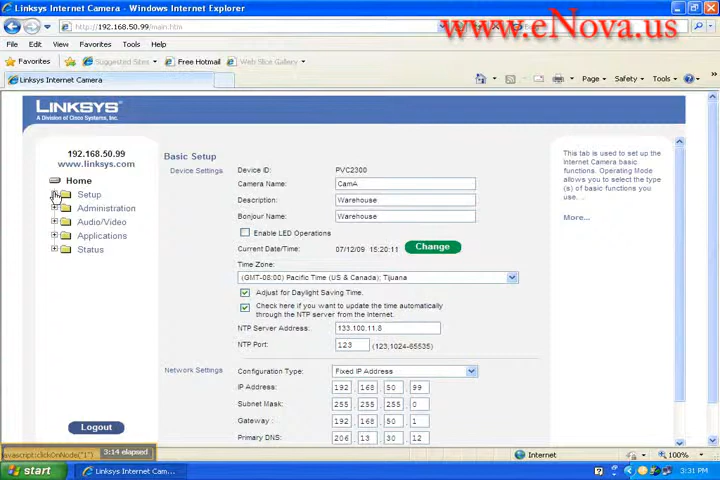 Linksys Internet Camera - Windows Internet Explorer
www.eNova.us
http://192.168.50.99/main.htm
File Edit View Favorites Tools Help
Favorites Suggested Sites Free Hotmail Web Slice Gallery
Linksys Internet Camera
Page Safety Tools
LINKSYS®
A Division of Cisco Systems, Inc.
192.168.50.99
www.linksys.com
Home
Setup
Administration
Audio/Video
Applications
Status
Logout
Basic Setup
Device Settings
Device ID: PVC2300
Camera Name: CamA
Description: Warehouse
Bonjour Name: Warehouse
Enable LED Operations
Current Date/Time: 07/12/09 15:20:11 Change
Time Zone:
(GMT-08:00) Pacific Time (US & Canada); Tijuana
Adjust for Daylight Saving Time.
Check here if you want to update the time automatically
through the NTP server from the Internet.
NTP Server Address: 133.100.11.8
NTP Port: 123 (123,1024-65535)
Network Settings
Configuration Type: Fixed IP Address
IP Address: 192 . 168 . 50 . 99
Subnet Mask: 255 . 255 . 255 . 0
Gateway : 192 . 168 . 50 . 1
Primary DNS: 206 . 13 . 30 . 12
This tab is used to set up the
Internet Camera basic
functions. Operating Mode
allows you to select the type
(s) of basic functions you
use.
More...
javascript:clickOnNode("1")
3:14 elapsed
Internet
100%
start
Linksys Internet Cam...
3:31 PM